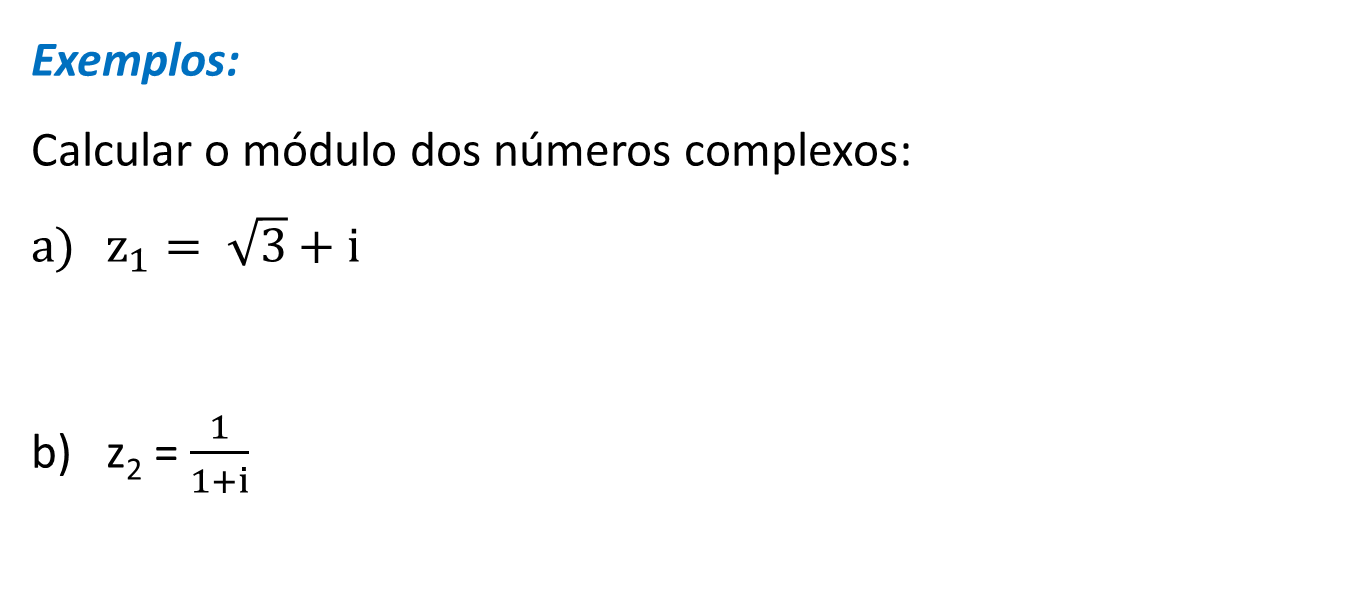 Exemplos:
Calcular o módulo dos números complexos:
a) z₁ = √3 + i
b) z₂ = 1/(1+i)